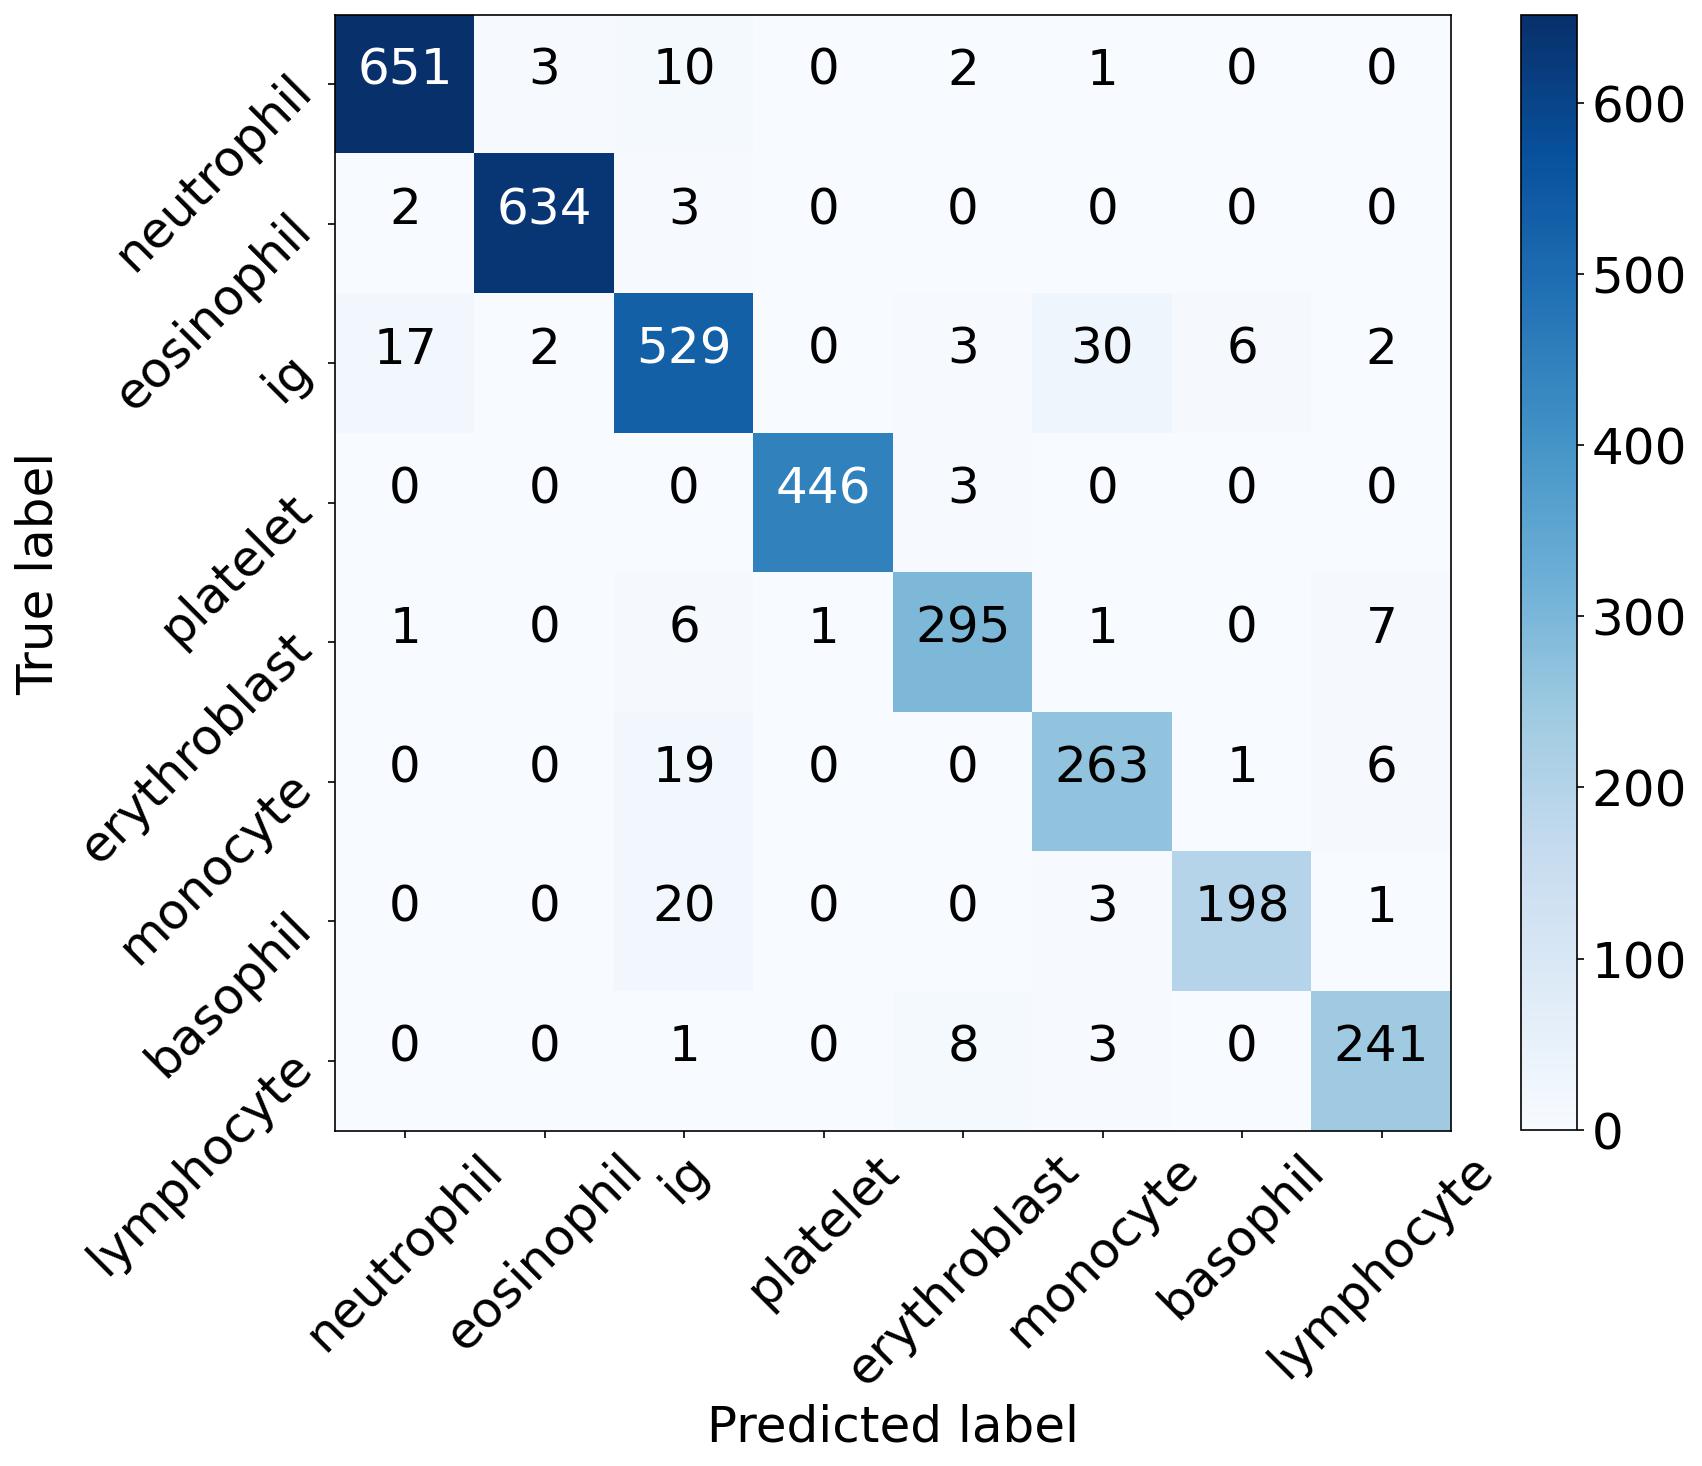 651 3 10 0 2 1 0 0
2 634 3 0 0 0 0 0
17 2 529 0 3 30 6 2
0 0 0 446 3 0 0 0
1 0 6 1 295 1 0 7
0 0 19 0 0 263 1 6
0 0 20 0 0 3 198 1
0 0 1 0 8 3 0 241
neutrophil
eosinophil
ig
platelet
erythroblast
monocyte
basophil
lymphocyte
True label
neutrophil
eosinophil
ig
platelet
erythroblast
monocyte
basophil
lymphocyte
Predicted label
600
500
400
300
200
100
0